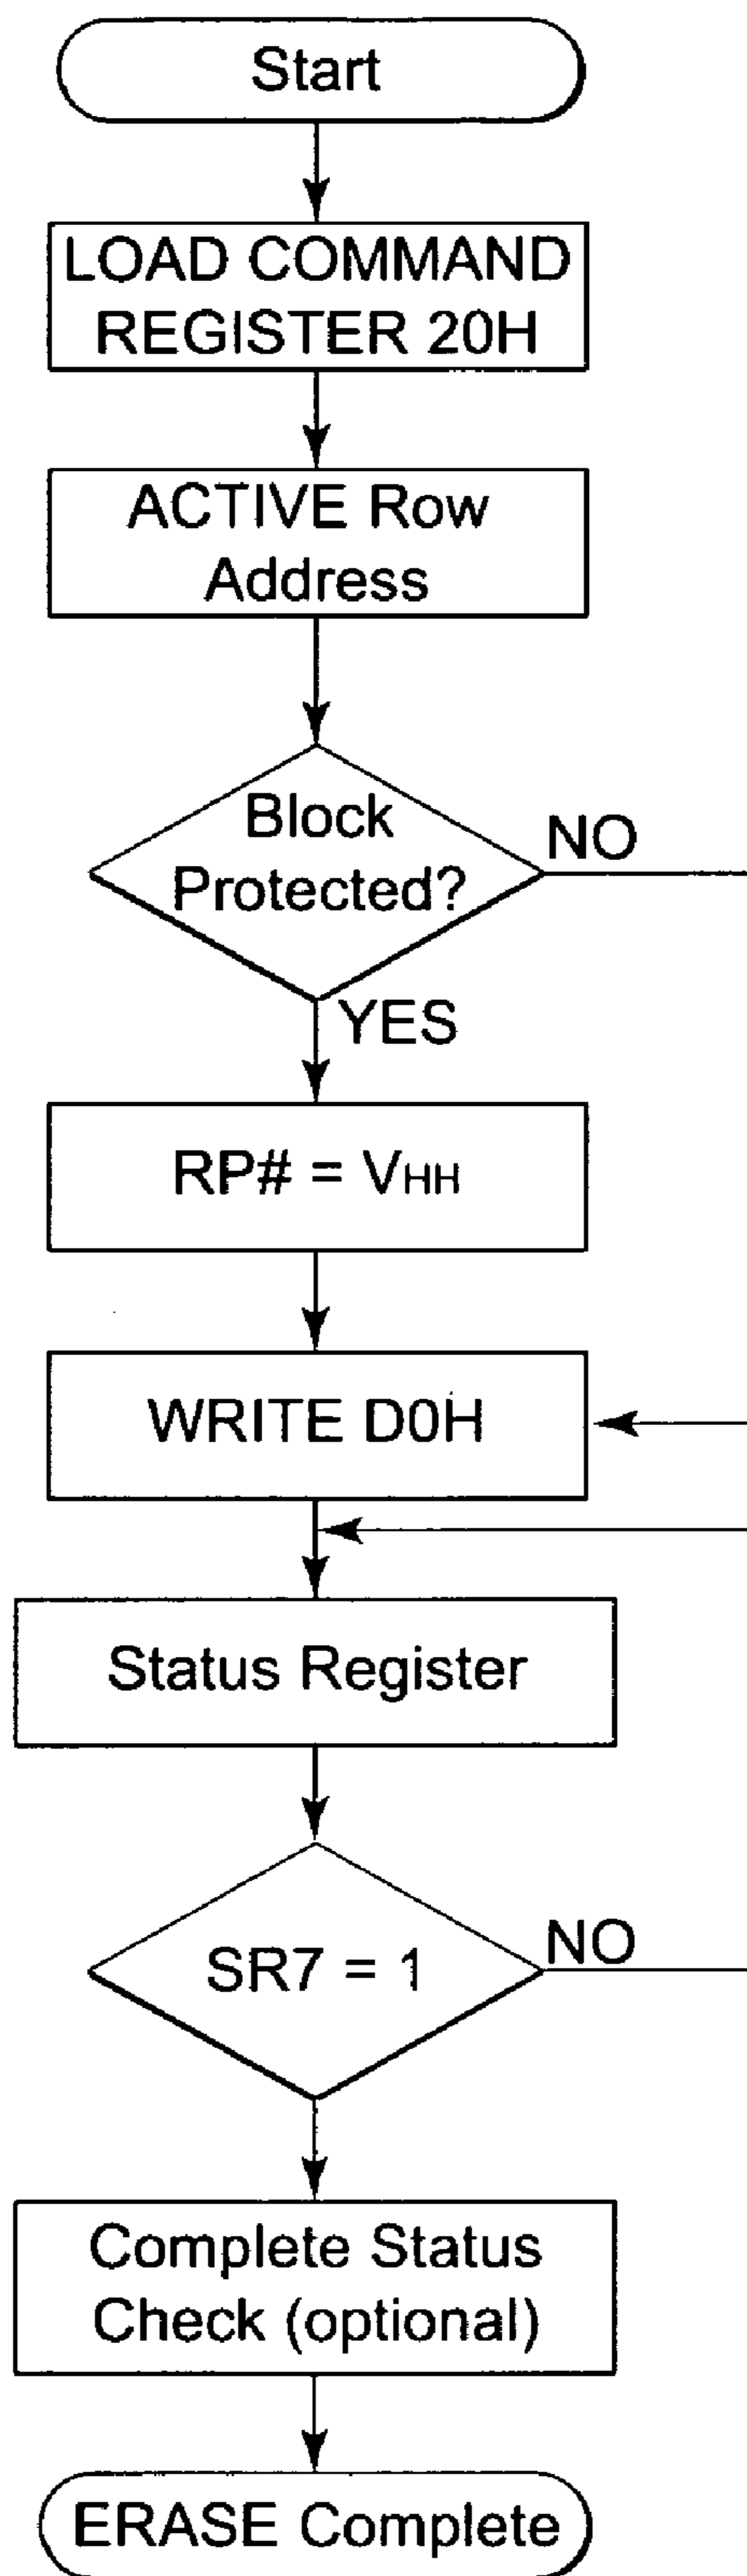 Start
LOAD COMMAND
REGISTER 20H
ACTIVE Row
Address
Block
Protected?
NO
YES
RP# = VHH
WRITE D0H
Status Register
SR7 = 1
NO
Complete Status
Check (optional)
ERASE Complete